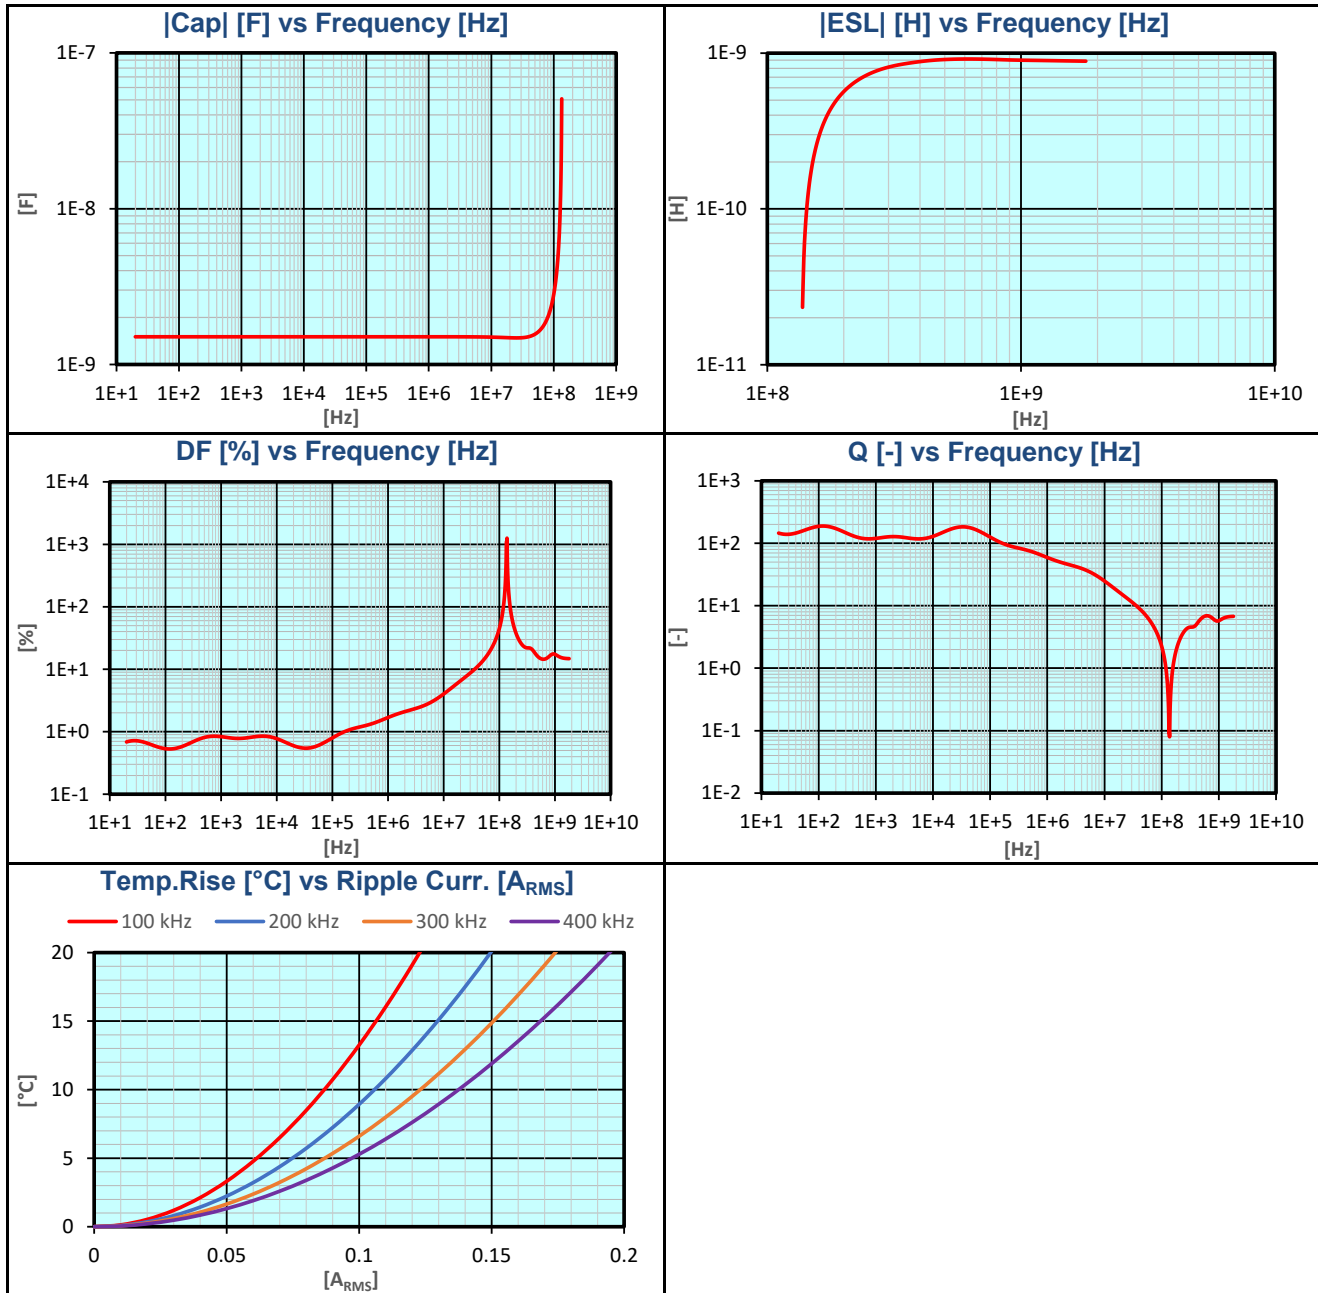 |Cap| [F] vs Frequency [Hz]
1E-7
1E-8
1E-9
[F]
1E+1 1E+2 1E+3 1E+4 1E+5 1E+6 1E+7 1E+8 1E+9
[Hz]
|ESL| [H] vs Frequency [Hz]
1E-9
1E-10
1E-11
[H]
1E+8 1E+9 1E+10
[Hz]
DF [%] vs Frequency [Hz]
1E+4
1E+3
1E+2
1E+1
1E+0
1E-1
[%]
1E+1 1E+2 1E+3 1E+4 1E+5 1E+6 1E+7 1E+8 1E+9 1E+10
[Hz]
Q [-] vs Frequency [Hz]
1E+3
1E+2
1E+1
1E+0
1E-1
1E-2
[-]
1E+1 1E+2 1E+3 1E+4 1E+5 1E+6 1E+7 1E+8 1E+9 1E+10
[Hz]
Temp.Rise [°C] vs Ripple Curr. [ARMS]
100 kHz 200 kHz 300 kHz 400 kHz
20
15
10
5
0
[°C]
0 0.05 0.1 0.15 0.2
[ARMS]